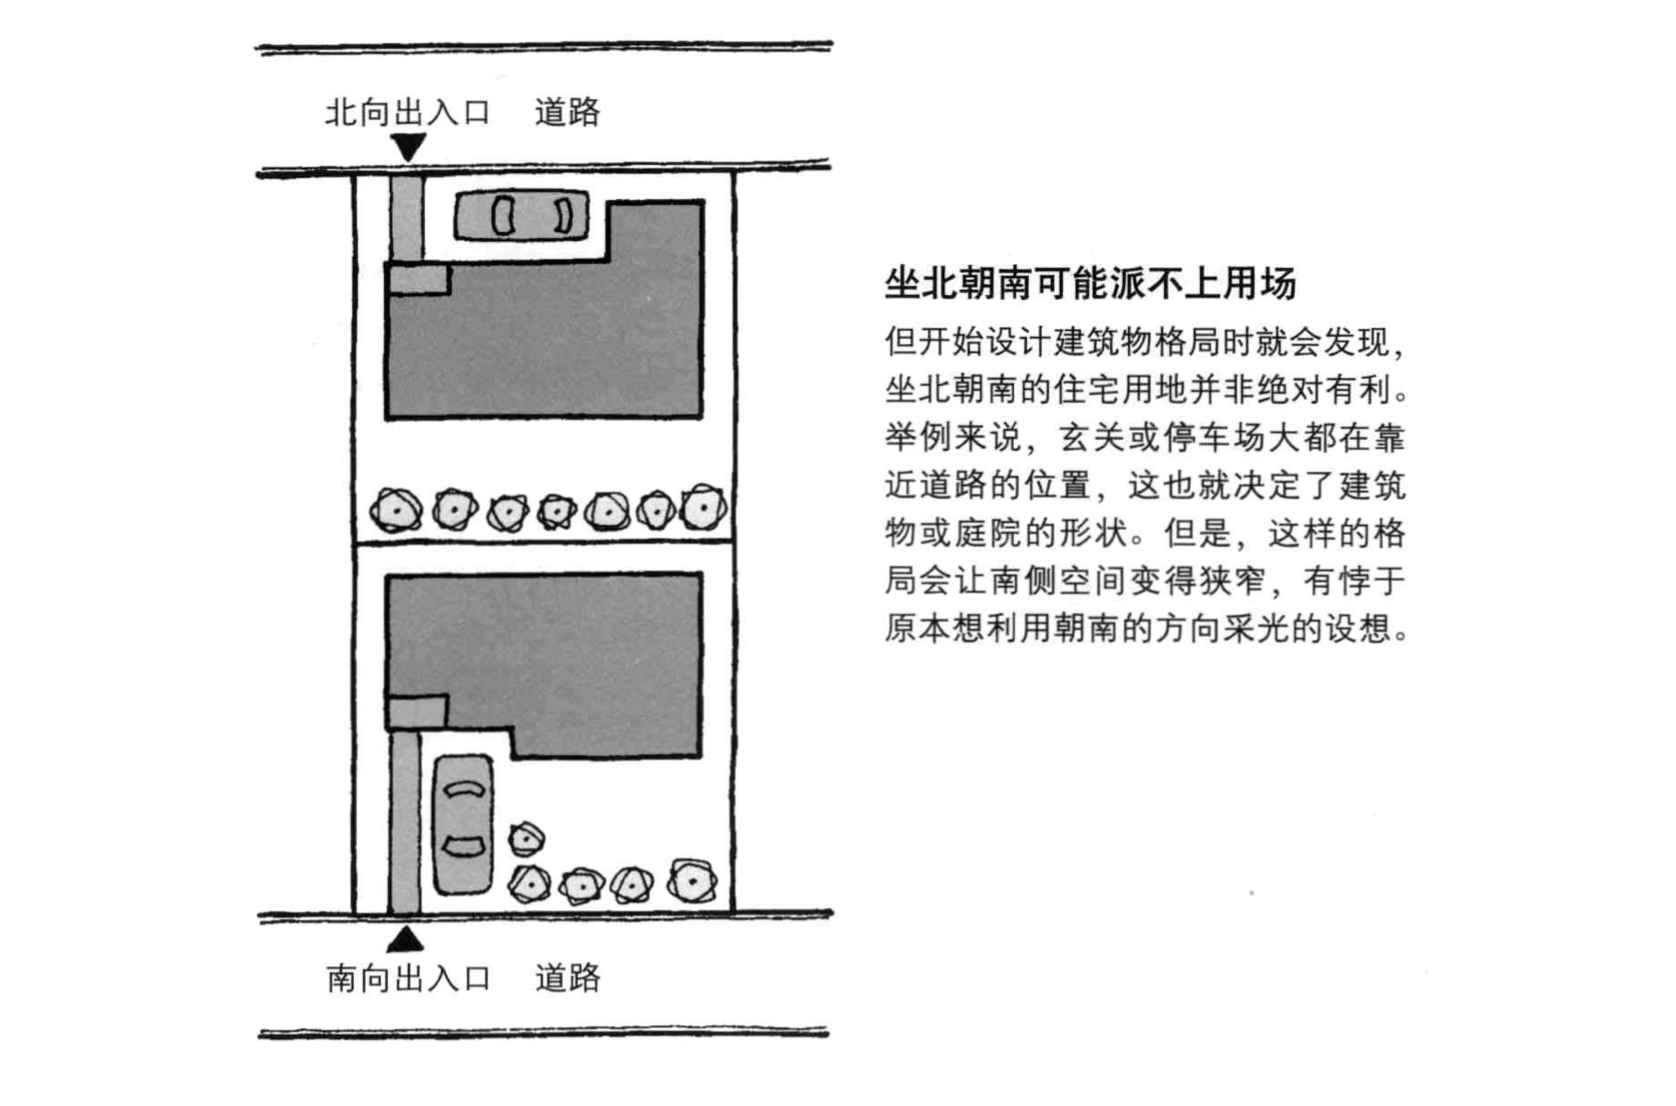 北向出入口 道路
坐北朝南可能派不上用场
但开始设计建筑物格局时就会发现，
坐北朝南的住宅用地并非绝对有利。
举例来说，玄关或停车场大都在靠
近道路的位置，这也就决定了建筑
物或庭院的形状。但是，这样的格
局会让南侧空间变得狭窄，有悖于
原本想利用朝南的方向采光的设想。
南向出入口 道路